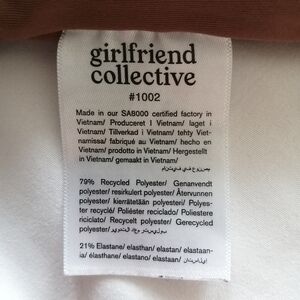 girlfriend
collective
#1002
Made in our SA8000 certified factory in
Vietnam/ Produceret I Vietnam/ laget i
Vietnam/ Tillverkad i Vietnam/ tehty Viet-
namissa/ fabriqué au Vietnam/ hecho en
Vietnam/ prodotto in Vietnam/ Hergestellt
in Vietnam/ gemaakt in Vietnam/
79% Recycled Polyester/ Genanvendt
polyester/ resirkulert polyester/ Återvunnen
polyester/ kierrätetään polyesteri/ Polyes-
ter recyclé/ Poliéster reciclado/ Poliestere
riciclato/ Recycelt Polyester/ Gerecycled
polyester/
21% Elastane/ elasthan/ elastan/ elastaan-
ia/ elasthanne/ elastano/ elastaan/